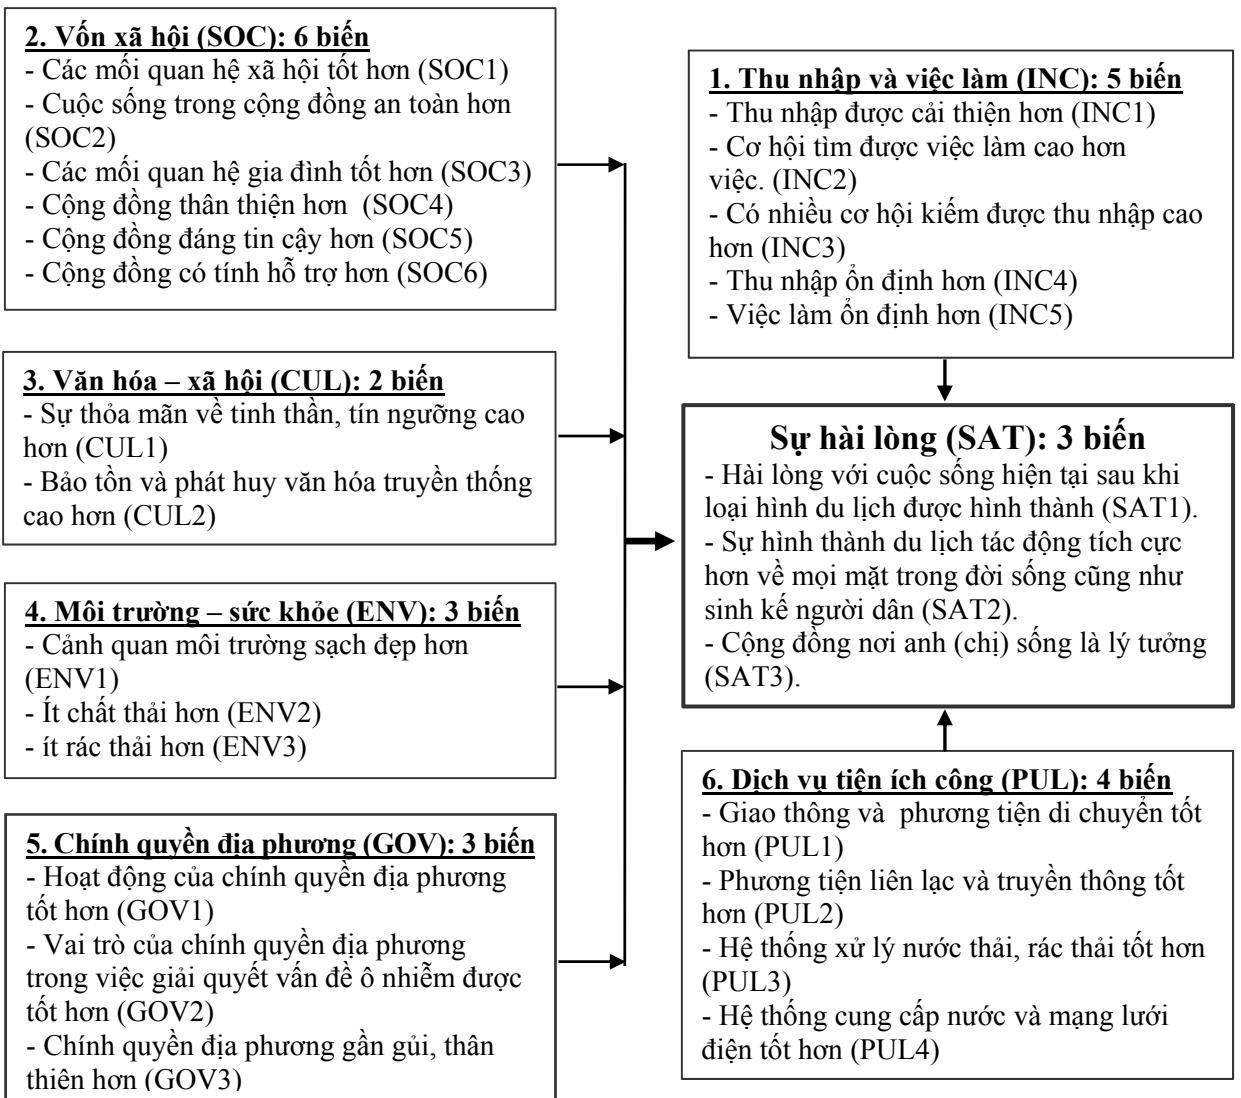 2. Vốn xã hội (SOC): 6 biến
- Các mối quan hệ xã hội tốt hơn (SOC1)
- Cuộc sống trong cộng đồng an toàn hơn
(SOC2)
- Các mối quan hệ gia đình tốt hơn (SOC3)
- Cộng đồng thân thiện hơn  (SOC4)
- Cộng đồng đáng tin cậy hơn (SOC5)
- Cộng đồng có tính hỗ trợ hơn (SOC6)
3. Văn hóa – xã hội (CUL): 2 biến
- Sự thỏa mãn về tinh thần, tín ngưỡng cao
hơn (CUL1)
- Bảo tồn và phát huy văn hóa truyền thống
cao hơn (CUL2)
4. Môi trường – sức khỏe (ENV): 3 biến
- Cảnh quan môi trường sạch đẹp hơn
(ENV1)
- Ít chất thải hơn (ENV2)
- ít rác thải hơn (ENV3)
5. Chính quyền địa phương (GOV): 3 biến
- Hoạt động của chính quyền địa phương
tốt hơn (GOV1)
- Vai trò của chính quyền địa phương
trong việc giải quyết vấn đề ô nhiễm được
tốt hơn (GOV2)
- Chính quyền địa phương gần gủi, thân
thiên hơn (GOV3)
1. Thu nhập và việc làm (INC): 5 biến
- Thu nhập được cải thiện hơn (INC1)
- Cơ hội tìm được việc làm cao hơn
việc. (INC2)
- Có nhiều cơ hội kiếm được thu nhập cao
hơn (INC3)
- Thu nhập ổn định hơn (INC4)
- Việc làm ổn định hơn (INC5)
Sự hài lòng (SAT): 3 biến
- Hài lòng với cuộc sống hiện tại sau khi
loại hình du lịch được hình thành (SAT1).
- Sự hình thành du lịch tác động tích cực
hơn về mọi mặt trong đời sống cũng như
sinh kế người dân (SAT2).
- Cộng đồng nơi anh (chị) sống là lý tưởng
(SAT3).
6. Dịch vụ tiện ích công (PUL): 4 biến
- Giao thông và  phương tiện di chuyển tốt
hơn (PUL1)
- Phương tiện liên lạc và truyền thông tốt
hơn (PUL2)
- Hệ thống xử lý nước thải, rác thải tốt hơn
(PUL3)
- Hệ thống cung cấp nước và mạng lưới
điện tốt hơn (PUL4)